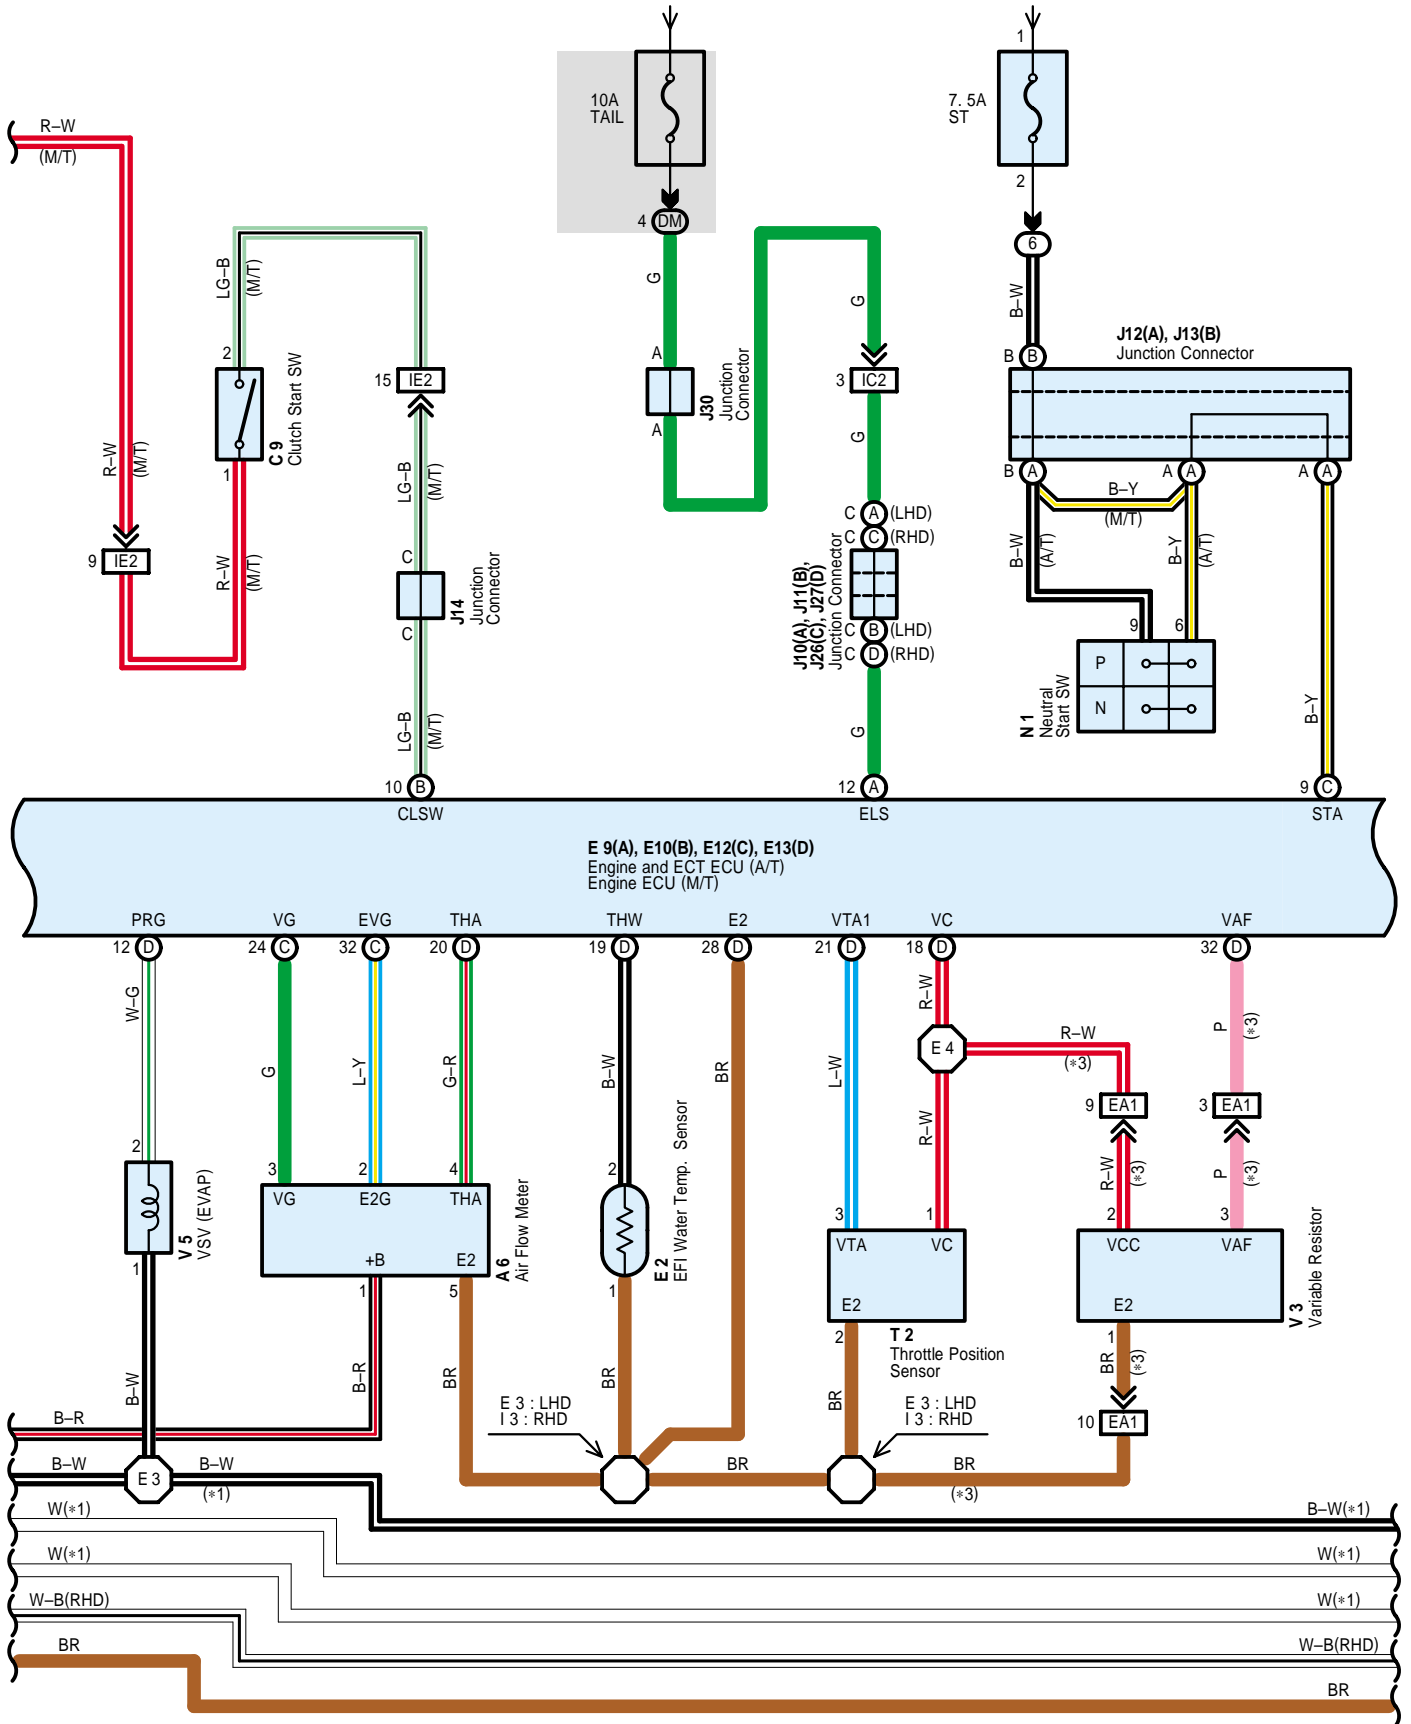 R–W
(M/T)
10A
TAIL
1
7. 5A
ST
2
4 DM
6
LG–B
(M/T)
G
G
B–W
J12(A), J13(B)
Junction Connector
2
C 9
Clutch Start SW
1
15 IE2
A
J30
Junction
Connector
A
3 IC2
B B
R–W
(M/T)
LG–B
(M/T)
G
B A
A A
A A
B–Y
(M/T)
C A (LHD)
C C (RHD)
9 IE2
R–W
(M/T)
C
J14
Junction
Connector
C
J10(A), J11(B),
J26(C), J27(D)
Junction Connector
C B (LHD)
C D (RHD)
B–W
(A/T)
B–Y
(A/T)
9
6
P
N
N 1
Neutral
Start SW
LG–B
(M/T)
G
B–Y
10 B
12 A
9 C
CLSW
ELS
STA
E 9(A), E10(B), E12(C), E13(D)
Engine and ECT ECU (A/T)
Engine ECU (M/T)
PRG
VG
EVG
THA
THW
E2
VTA1
VC
VAF
12 D
24 C
32 C
20 D
19 D
28 D
21 D
18 D
32 D
W–G
G
L–Y
G–R
B–W
BR
L–W
R–W
E 4
R–W
(∗3)
P
(∗3)
9 EA1
3 EA1
R–W
R–W
(∗3)
P
(∗3)
2
V 5
VSV (EVAP)
1
3
2
4
VG
E2G
THA
+B
E2
1
5
A 6
Air Flow Meter
2
E 2
EFI Water Temp. Sensor
1
3
1
VTA
VC
E2
2
T 2
Throttle Position
Sensor
2
3
VCC
VAF
E2
1
V 3
Variable Resistor
B–W
B–R
BR
BR
BR
BR
(∗3)
E 3 : LHD
I 3 : RHD
E 3 : LHD
I 3 : RHD
10 EA1
B–R
B–W
E 3
B–W
(∗1)
BR
BR
(∗3)
W(∗1)
B–W(∗1)
W(∗1)
W(∗1)
W–B(RHD)
W(∗1)
BR
W–B(RHD)
BR